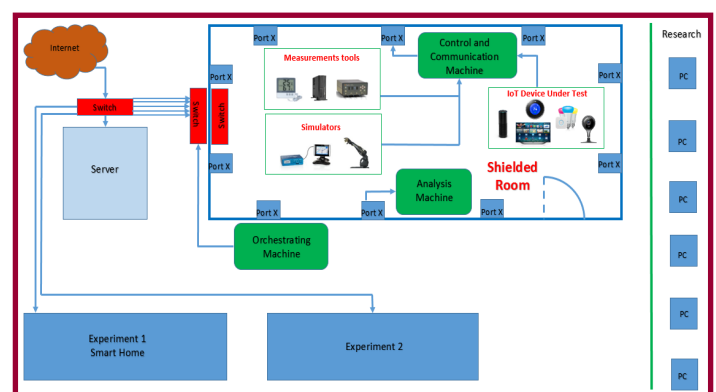 Internet
Switch
Server
Switch
Switch
Port X
Port X
Port X
Port X
Port X
Port X
Port X
Port X
Port X
Port X
Measurements tools
Simulators
Control and
Communication
Machine
IoT Device Under Test
Shielded
Room
Analysis
Machine
Orchestrating
Machine
Experiment 1
Smart Home
Experiment 2
Research
PC
PC
PC
PC
PC
PC